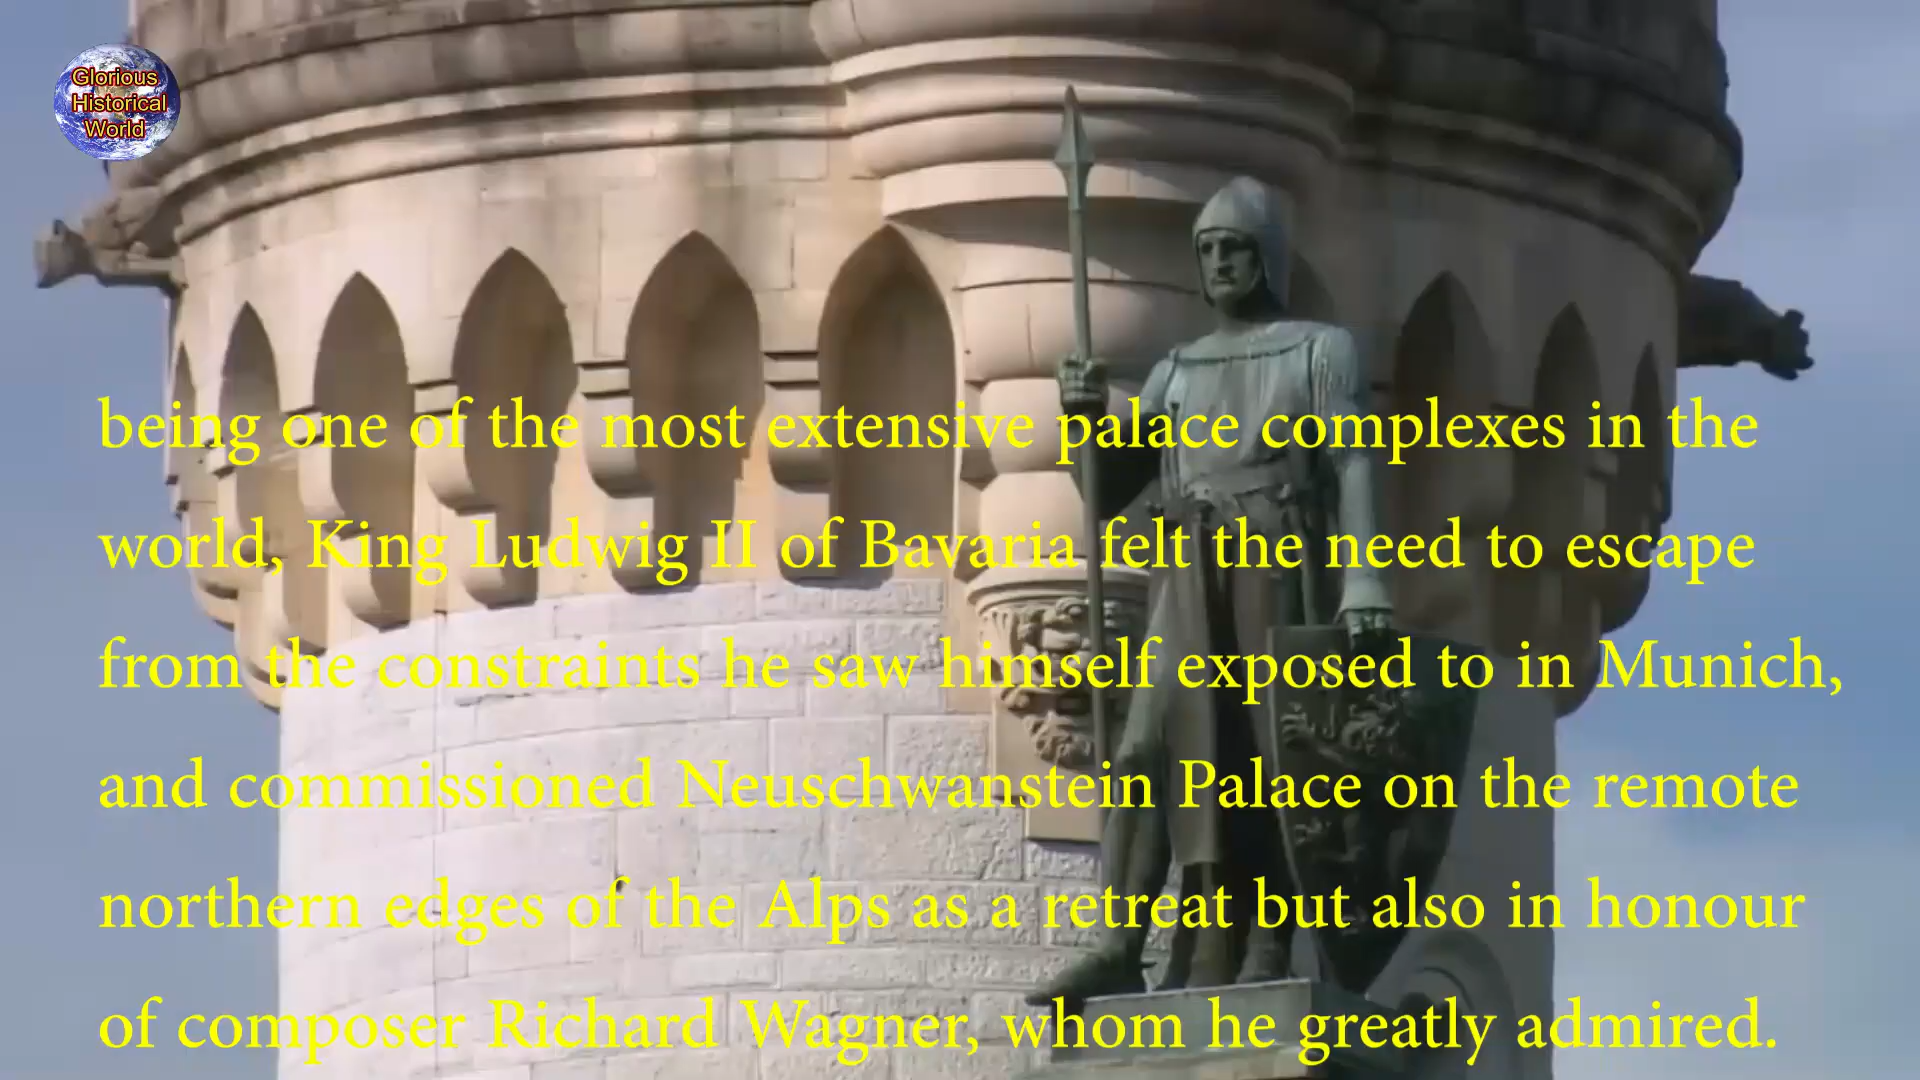 Glorious
Historical
World
being one of the most extensive palace complexes in the
world, King Ludwig II of Bavaria felt the need to escape
from the constraints he saw himself exposed to in Munich,
and commissioned Neuschwanstein Palace on the remote
northern edges of the Alps as a retreat but also in honour
of composer Richard Wagner, whom he greatly admired.